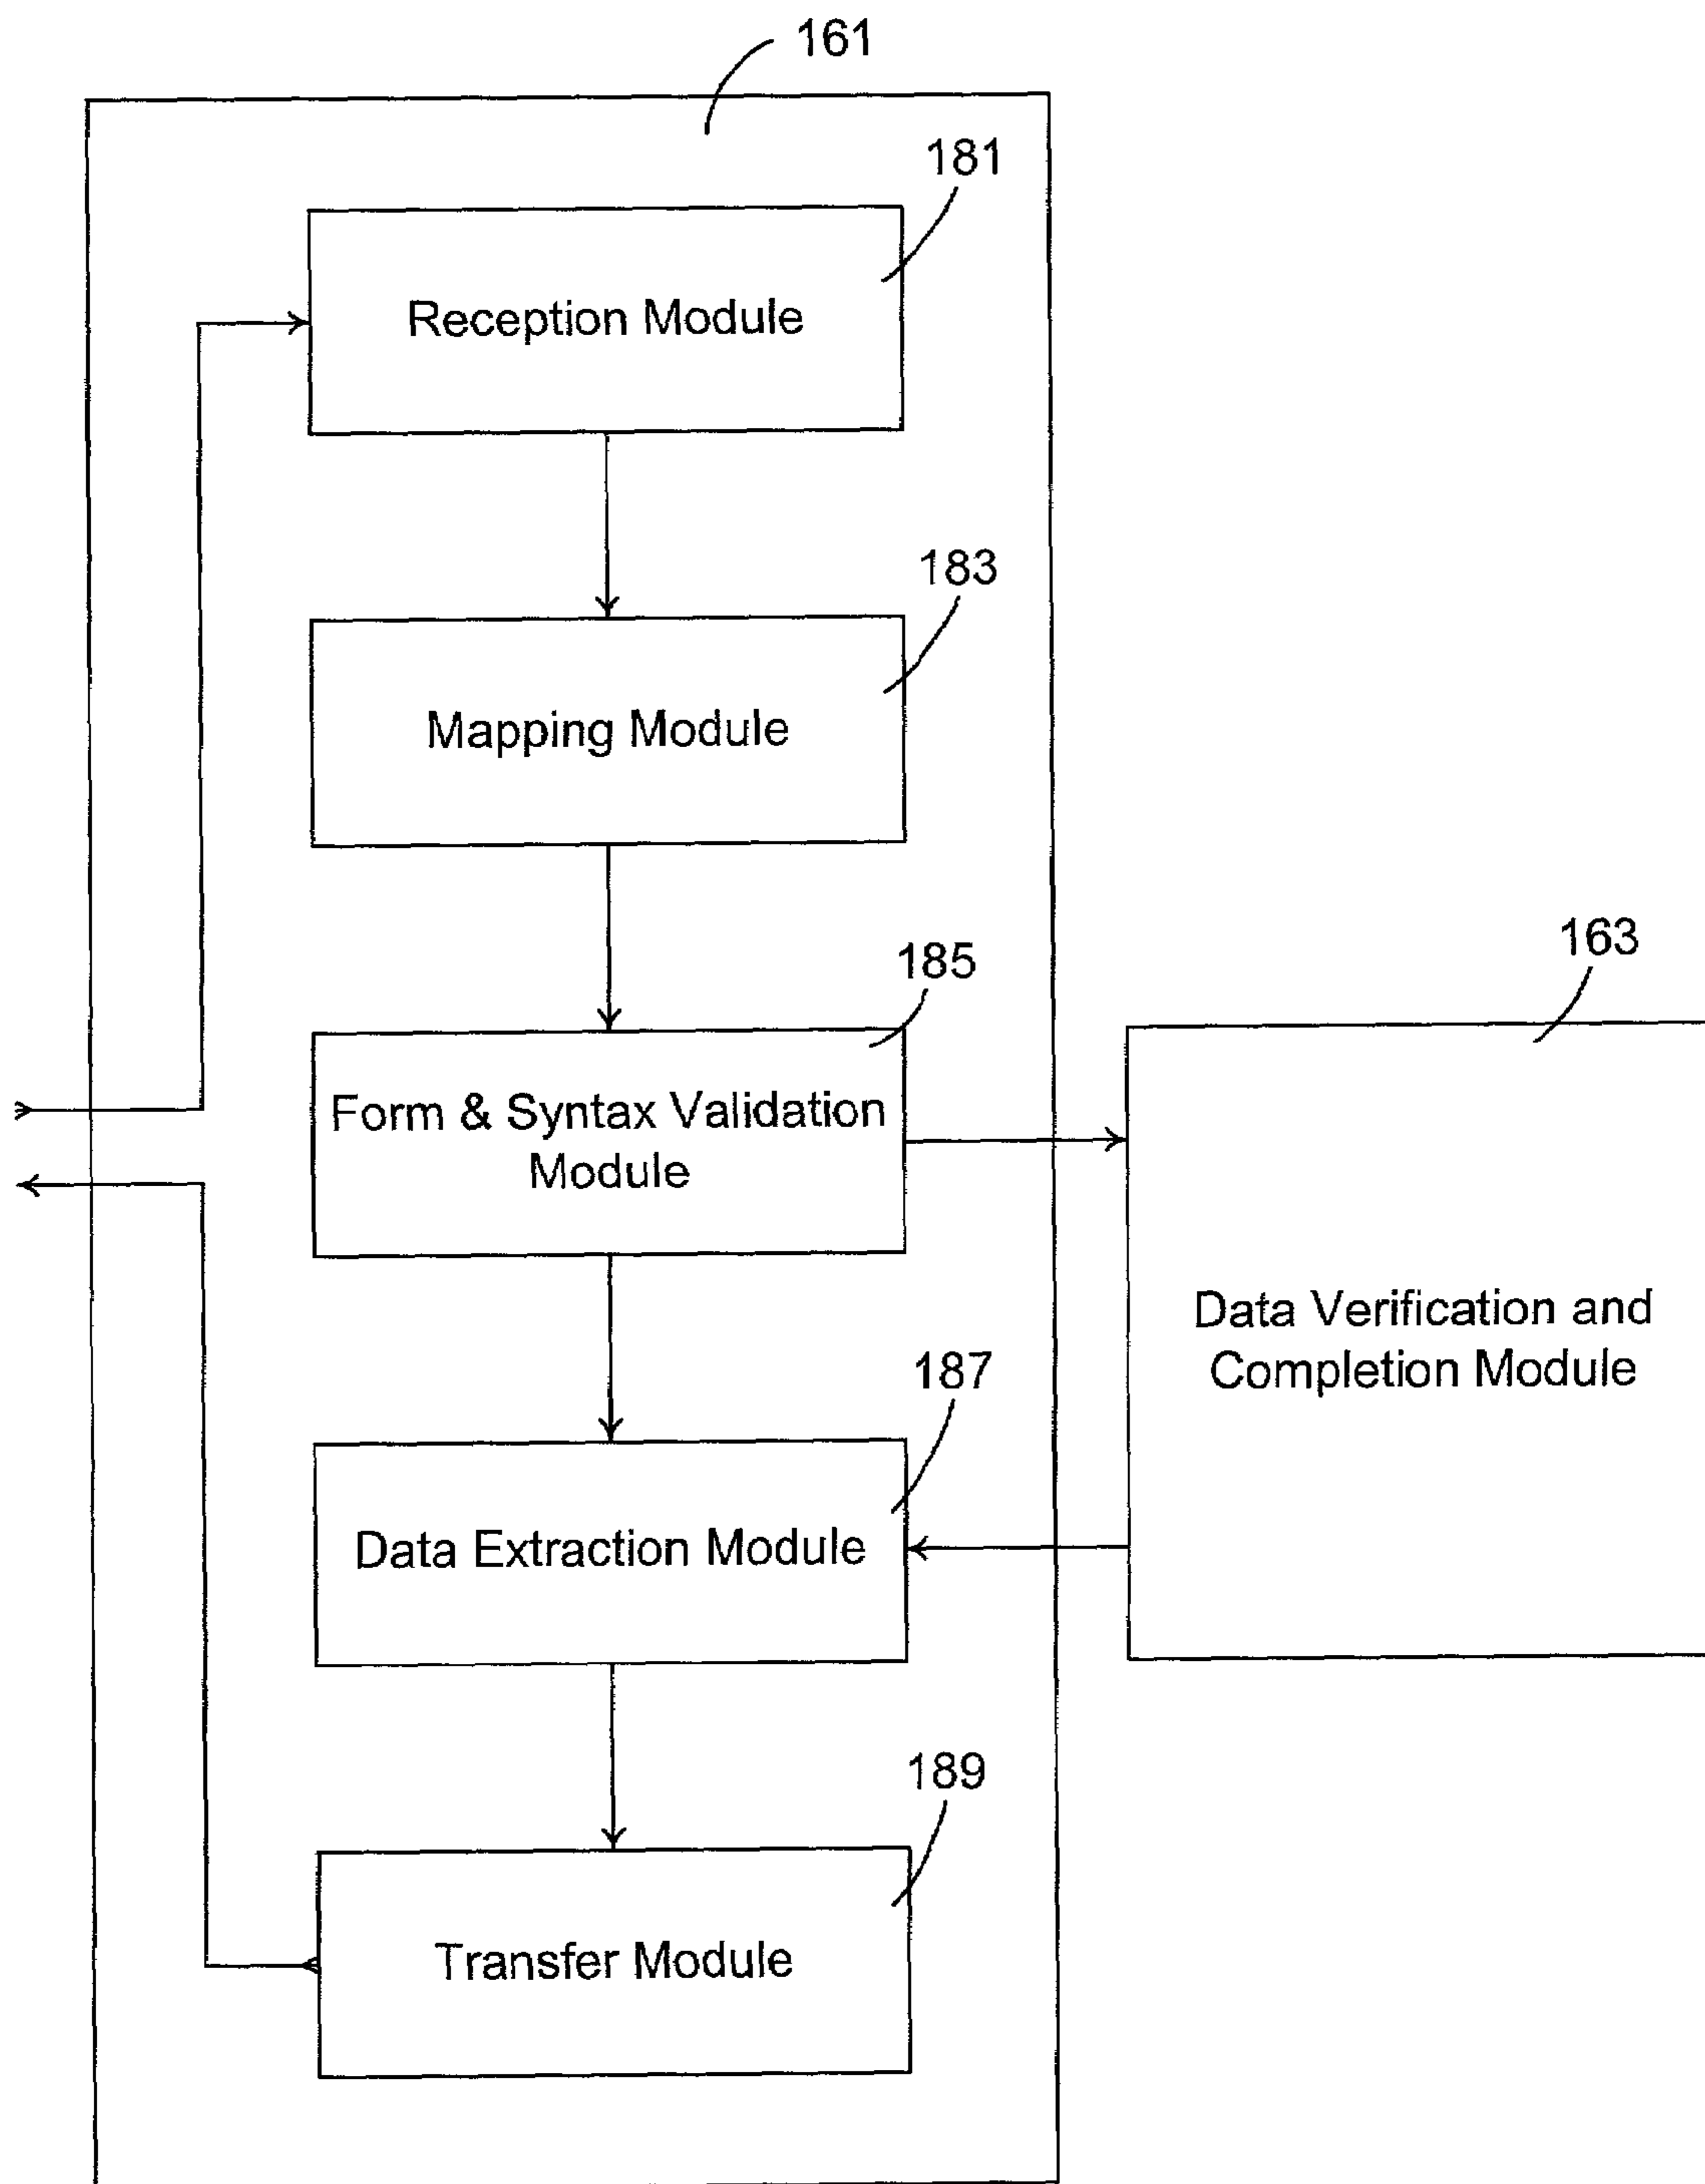 161
181
Reception Module
183
Mapping Module
185
Form & Syntax Validation
Module
163
Data Verification and
Completion Module
187
Data Extraction Module
189
Transfer Module